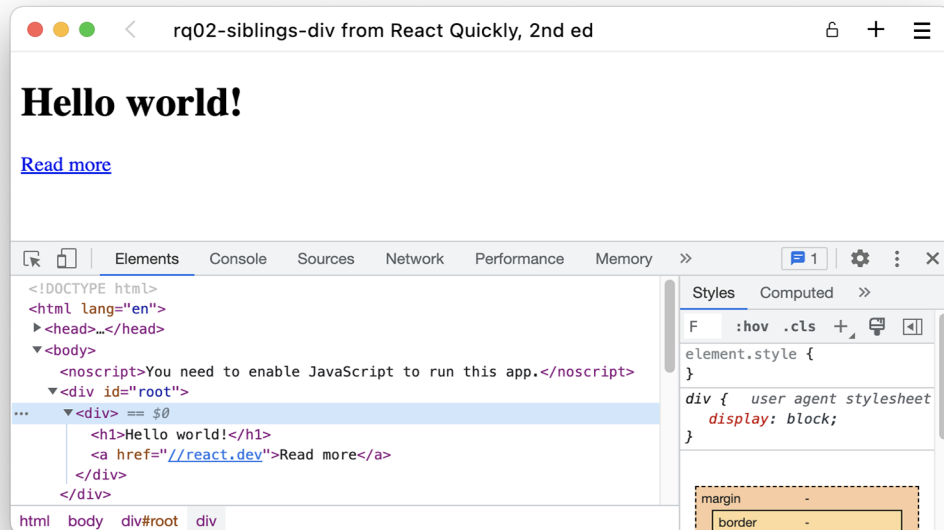 rq02-siblings-div from React Quickly, 2nd ed
Hello world!
Read more
Elements Console Sources Network Performance Memory » 1
<!DOCTYPE html>
<html lang="en">
<head>…</head>
<body>
<noscript>You need to enable JavaScript to run this app.</noscript>
<div id="root">
<div> == $0
<h1>Hello world!</h1>
<a href="//react.dev">Read more</a>
</div>
</div>
html body div#root div
Styles Computed »
F :hov .cls +
element.style {
}
div { user agent stylesheet
display: block;
}
margin -
border -